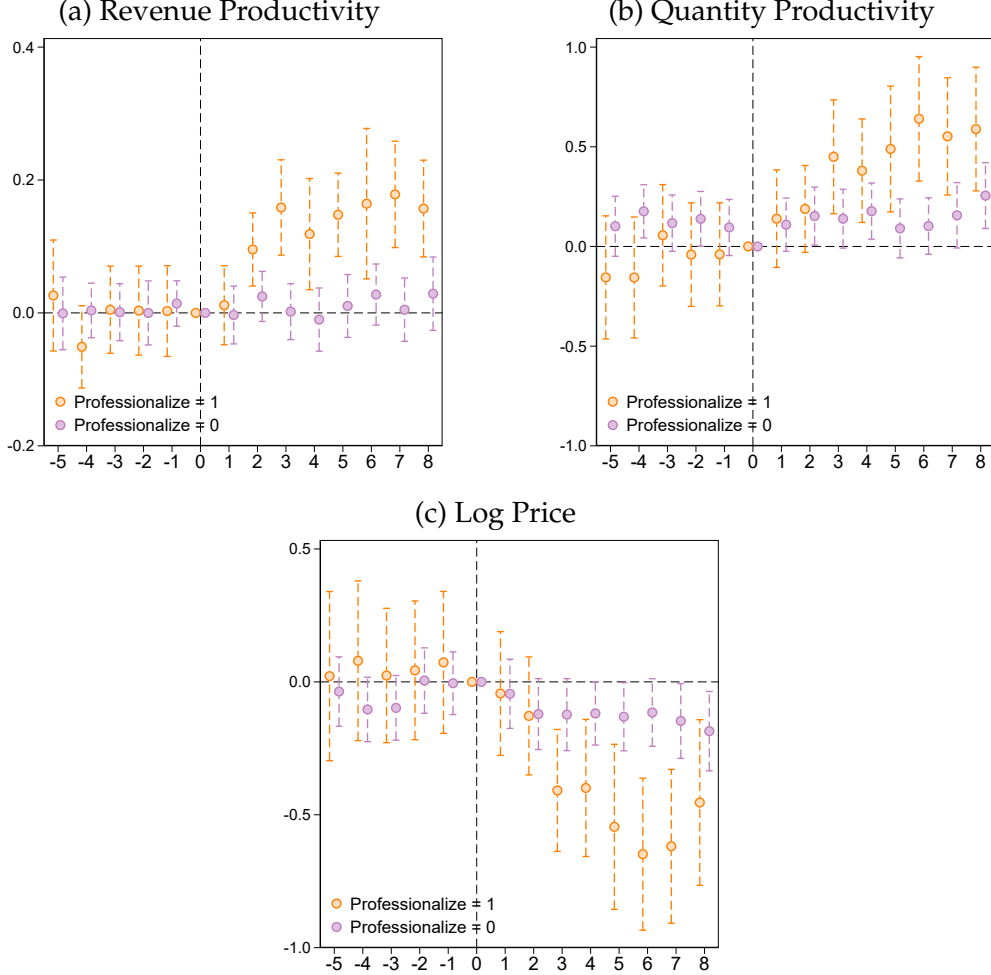 (a) Revenue Productivity
0.4
0.2
0.0
-0.2
Professionalize = 1
Professionalize = 0
-5 -4 -3 -2 -1 0 1 2 3 4 5 6 7 8
(b) Quantity Productivity
1.0
0.5
0.0
-0.5
-1.0
Professionalize = 1
Professionalize = 0
-5 -4 -3 -2 -1 0 1 2 3 4 5 6 7 8
(c) Log Price
0.5
0.0
-0.5
-1.0
Professionalize = 1
Professionalize = 0
-5 -4 -3 -2 -1 0 1 2 3 4 5 6 7 8